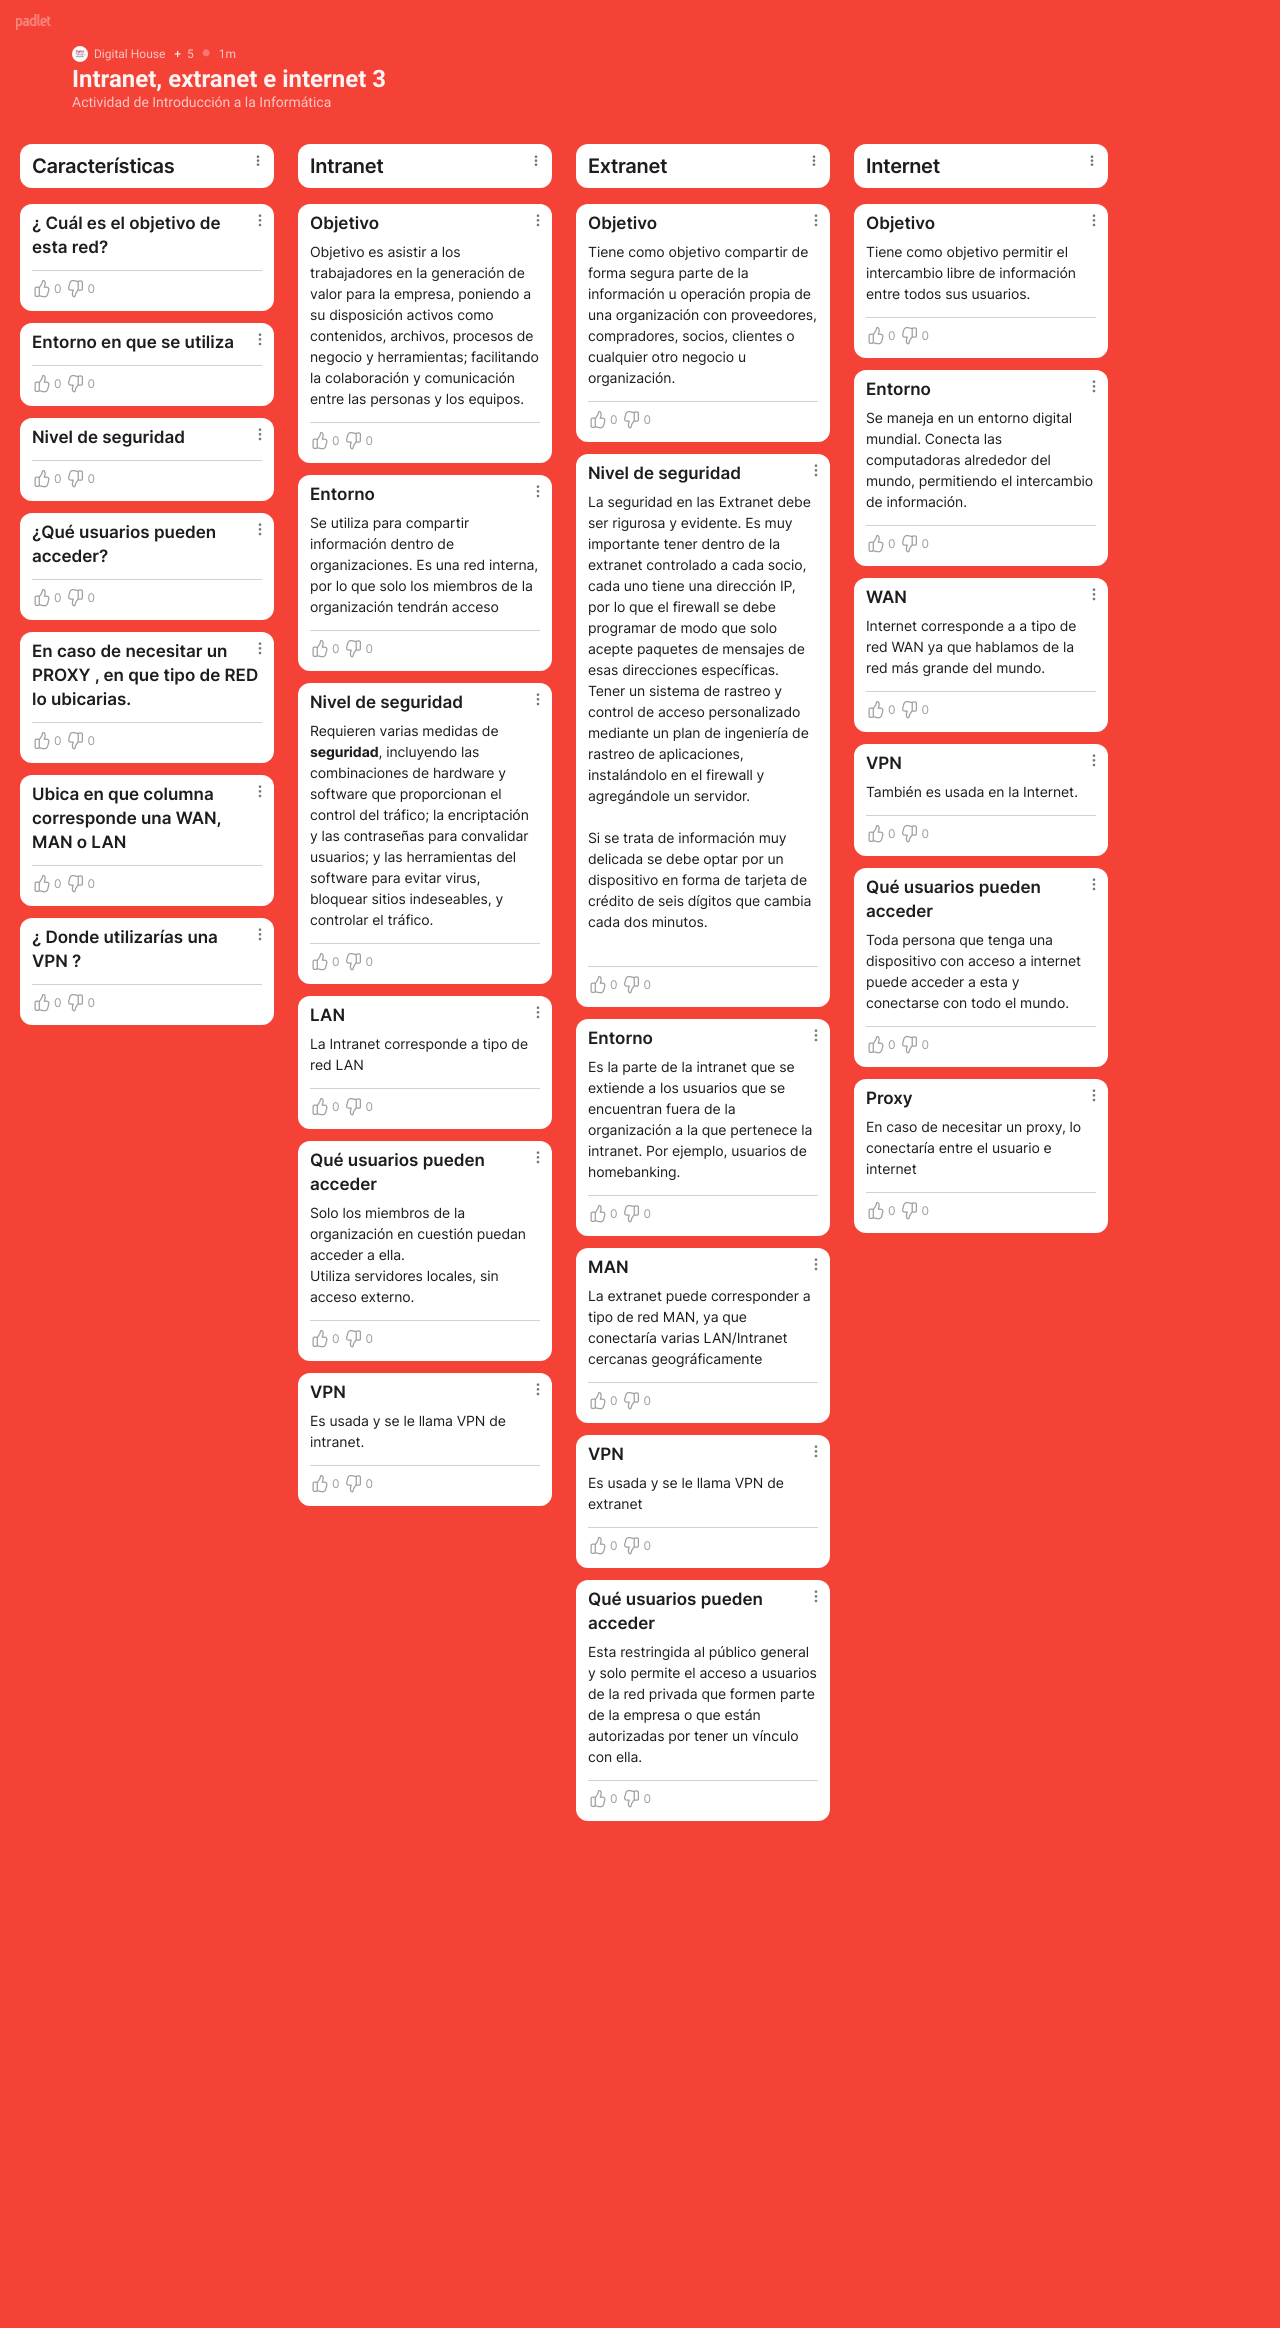 padlet
Digital House + 5 1m
Intranet, extranet e internet 3
Actividad de Introducción a la Informática
Características
¿ Cuál es el objetivo de
esta red?
0 0
Entorno en que se utiliza
0 0
Nivel de seguridad
0 0
¿Qué usuarios pueden
acceder?
0 0
En caso de necesitar un
PROXY , en que tipo de RED
lo ubicarias.
0 0
Ubica en que columna
corresponde una WAN,
MAN o LAN
0 0
¿ Donde utilizarías una
VPN ?
0 0
Intranet
Objetivo
Objetivo es asistir a los
trabajadores en la generación de
valor para la empresa, poniendo a
su disposición activos como
contenidos, archivos, procesos de
negocio y herramientas; facilitando
la colaboración y comunicación
entre las personas y los equipos.
0 0
Entorno
Se utiliza para compartir
información dentro de
organizaciones. Es una red interna,
por lo que solo los miembros de la
organización tendrán acceso
0 0
Nivel de seguridad
Requieren varias medidas de
seguridad, incluyendo las
combinaciones de hardware y
software que proporcionan el
control del tráfico; la encriptación
y las contraseñas para convalidar
usuarios; y las herramientas del
software para evitar virus,
bloquear sitios indeseables, y
controlar el tráfico.
0 0
LAN
La Intranet corresponde a tipo de
red LAN
0 0
Qué usuarios pueden
acceder
Solo los miembros de la
organización en cuestión puedan
acceder a ella.
Utiliza servidores locales, sin
acceso externo.
0 0
VPN
Es usada y se le llama VPN de
intranet.
0 0
Extranet
Objetivo
Tiene como objetivo compartir de
forma segura parte de la
información u operación propia de
una organización con proveedores,
compradores, socios, clientes o
cualquier otro negocio u
organización.
0 0
Nivel de seguridad
La seguridad en las Extranet debe
ser rigurosa y evidente. Es muy
importante tener dentro de la
extranet controlado a cada socio,
cada uno tiene una dirección IP,
por lo que el firewall se debe
programar de modo que solo
acepte paquetes de mensajes de
esas direcciones específicas.
Tener un sistema de rastreo y
control de acceso personalizado
mediante un plan de ingeniería de
rastreo de aplicaciones,
instalándolo en el firewall y
agregándole un servidor.
Si se trata de información muy
delicada se debe optar por un
dispositivo en forma de tarjeta de
crédito de seis dígitos que cambia
cada dos minutos.
0 0
Entorno
Es la parte de la intranet que se
extiende a los usuarios que se
encuentran fuera de la
organización a la que pertenece la
intranet. Por ejemplo, usuarios de
homebanking.
0 0
MAN
La extranet puede corresponder a
tipo de red MAN, ya que
conectaría varias LAN/Intranet
cercanas geográficamente
0 0
VPN
Es usada y se le llama VPN de
extranet
0 0
Qué usuarios pueden
acceder
Esta restringida al público general
y solo permite el acceso a usuarios
de la red privada que formen parte
de la empresa o que están
autorizadas por tener un vínculo
con ella.
0 0
Internet
Objetivo
Tiene como objetivo permitir el
intercambio libre de información
entre todos sus usuarios.
0 0
Entorno
Se maneja en un entorno digital
mundial. Conecta las
computadoras alrededor del
mundo, permitiendo el intercambio
de información.
0 0
WAN
Internet corresponde a a tipo de
red WAN ya que hablamos de la
red más grande del mundo.
0 0
VPN
También es usada en la Internet.
0 0
Qué usuarios pueden
acceder
Toda persona que tenga una
dispositivo con acceso a internet
puede acceder a esta y
conectarse con todo el mundo.
0 0
Proxy
En caso de necesitar un proxy, lo
conectaría entre el usuario e
internet
0 0